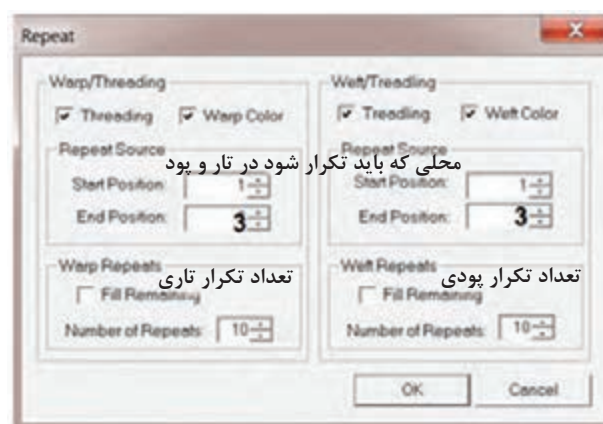 Repeat
Warp/Threading
Threading Warp Color
Repeat Source
Start Position: 1
End Position: 3
Warp Repeats
Fill Remaining
Number of Repeats: 10
Weft/Treadling
Treadling Weft Color
Repeat Source
Start Position: 1
End Position: 3
Weft Repeats
Fill Remaining
Number of Repeats: 10
محلی که باید تکرار شود در تار و پود
تعداد تکرار تاری
تعداد تکرار پودی
OK Cancel